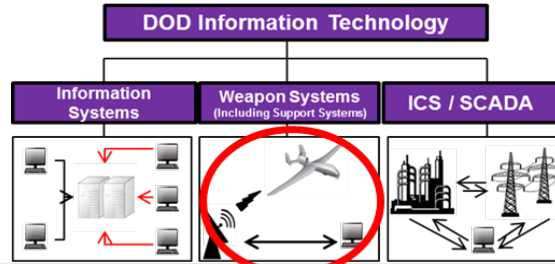 DOD Information Technology
Information
Systems
Weapon Systems
(Including Support Systems)
ICS / SCADA